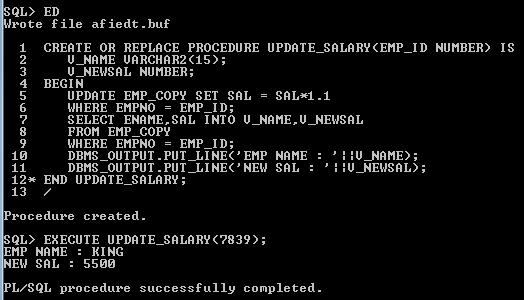 SQL> ED
Wrote file afiedt.buf
1 CREATE OR REPLACE PROCEDURE UPDATE_SALARY(EMP_ID NUMBER) IS
2 V_NAME VARCHAR2(15);
3 V_NEWSAL NUMBER;
4 BEGIN
5 UPDATE EMP_COPY SET SAL = SAL*1.1
6 WHERE EMPNO = EMP_ID;
7 SELECT ENAME,SAL INTO V_NAME,V_NEWSAL
8 FROM EMP_COPY
9 WHERE EMPNO = EMP_ID;
10 DBMS_OUTPUT.PUT_LINE('EMP NAME : '||V_NAME);
11 DBMS_OUTPUT.PUT_LINE('NEW SAL : '||V_NEWSAL);
12* END UPDATE_SALARY;
13 /
Procedure created.
SQL> EXECUTE UPDATE_SALARY(7839);
EMP NAME : KING
NEW SAL : 5500
PL/SQL procedure successfully completed.